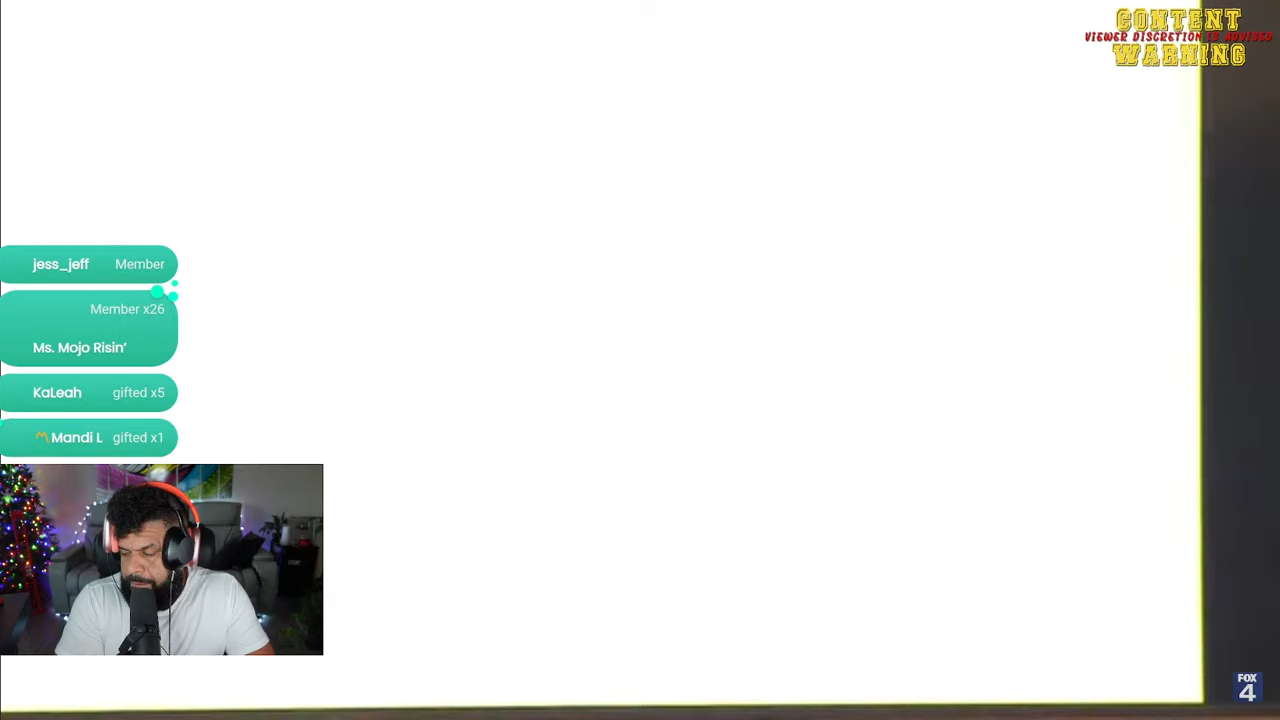 CONTENT
VIEWER DISCRETION IS ADVISED
WARNING
jess_jeff Member
Member x26
Ms. Mojo Risin’
KaLeah gifted x5
Mandi L gifted x1
FOX
4